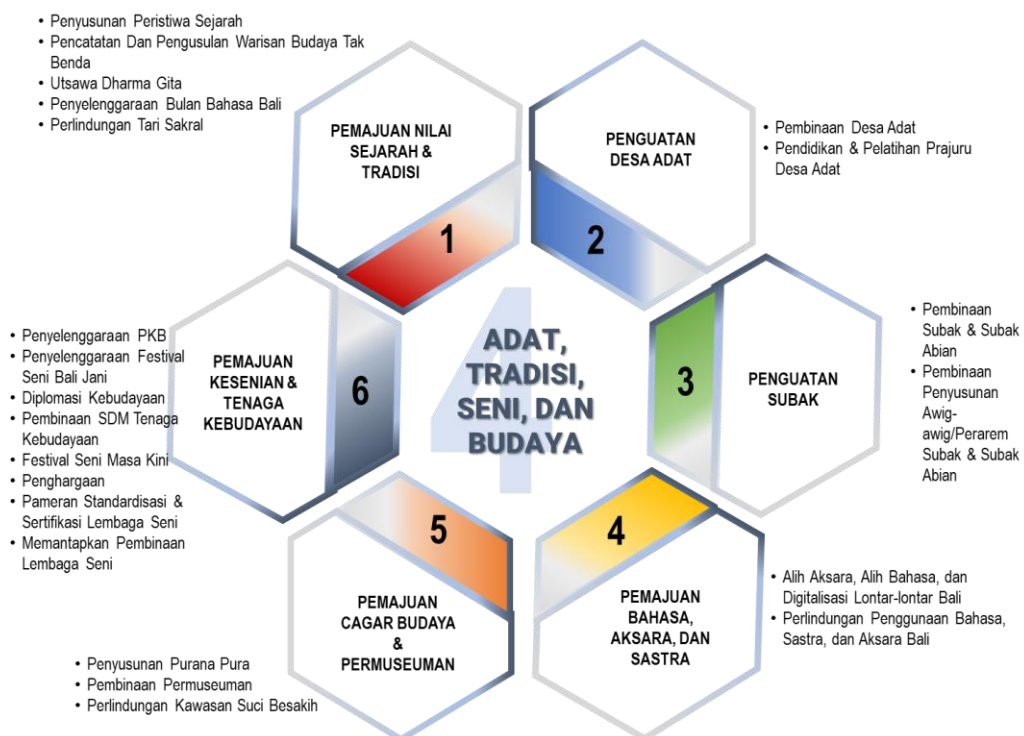 • Penyusunan Peristiwa Sejarah
• Pencatatan Dan Pengusulan Warisan Budaya Tak
Benda
• Utsawa Dharma Gita
• Penyelenggaraan Bulan Bahasa Bali
• Perlindungan Tari Sakral
PEMAJUAN NILAI
SEJARAH &
TRADISI
1
PENGUATAN
DESA ADAT
2
• Pembinaan Desa Adat
• Pendidikan & Pelatihan Prajuru
Desa Adat
PENGUATAN
SUBAK
3
• Pembinaan
Subak & Subak
Abian
• Pembinaan
Penyusunan
Awig-
awig/Perarem
Subak & Subak
Abian
4
ADAT,
TRADISI,
SENI, DAN
BUDAYA
4
PEMAJUAN
BAHASA,
AKSARA, DAN
SASTRA
• Alih Aksara, Alih Bahasa, dan
Digitalisasi Lontar-lontar Bali
• Perlindungan Penggunaan Bahasa,
Sastra, dan Aksara Bali
5
PEMAJUAN
CAGAR BUDAYA
&
PERMUSEUMAN
• Penyusunan Purana Pura
• Pembinaan Permuseuman
• Perlindungan Kawasan Suci Besakih
6
PEMAJUAN
KESENIAN &
TENAGA
KEBUDAYAAN
• Penyelenggaraan PKB
• Penyelenggaraan Festival
Seni Bali Jani
• Diplomasi Kebudayaan
• Pembinaan SDM Tenaga
Kebudayaan
• Festival Seni Masa Kini
• Penghargaan
• Pameran Standardisasi &
Sertifikasi Lembaga Seni
• Memantapkan Pembinaan
Lembaga Seni